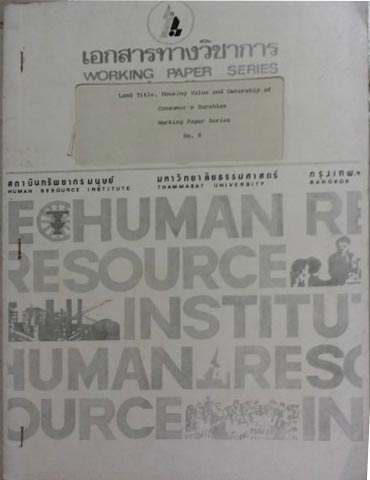 เอกสารทางวิชาการ
WORKING PAPER SERIES
Land Title, Housing Value and Ownership of
Consumer's Durables
Working Paper Series
No. 8
สถาบันทรัพยากรมนุษย์ มหาวิทยาลัยธรรมศาสตร์ กรุงเทพฯ
HUMAN RESOURCE INSTITUTE THAMMASAT UNIVERSITY BANGKOK
E HUMAN RE
RESOURCE
INSTITUT
HUMAN RESO
OURCE IN